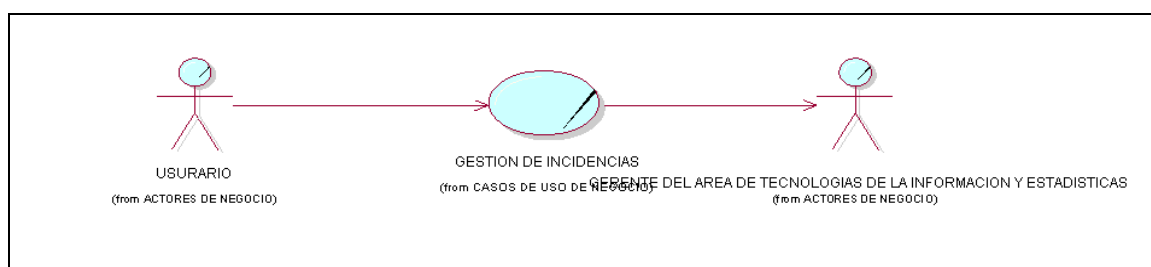 USURARIO
(from ACTORES DE NEGOCIO)
GESTION DE INCIDENCIAS
(from CASOS DE USO DE NEGOCIO)
GERENTE DEL AREA DE TECNOLOGIAS DE LA INFORMACION Y ESTADISTICAS
(from ACTORES DE NEGOCIO)